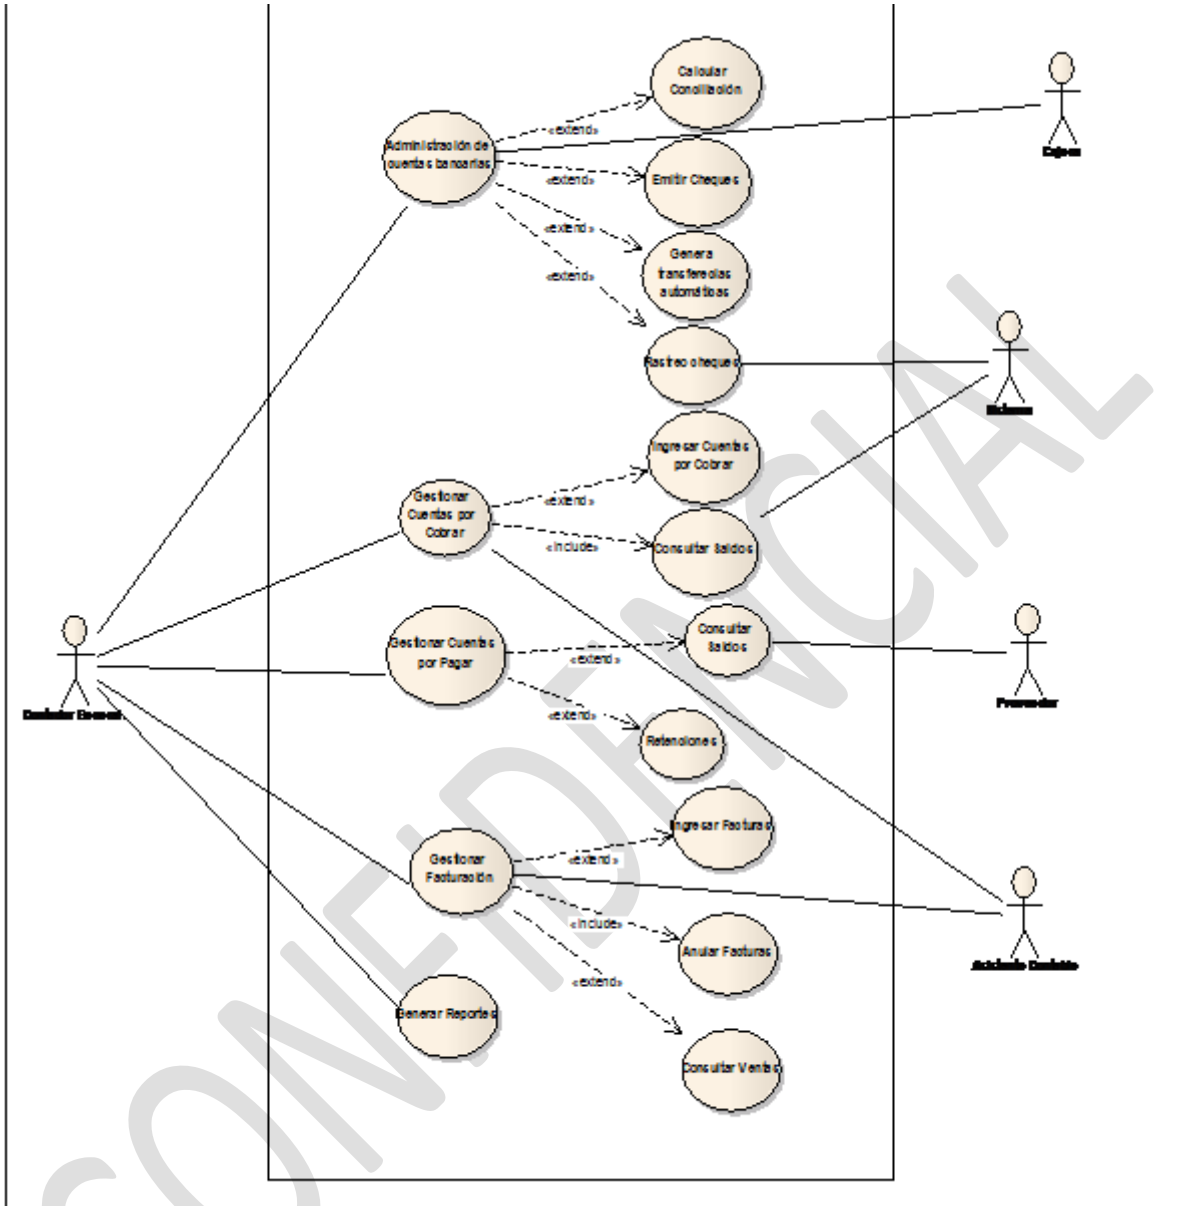 Calcular
Conciliación
«extend»
Administración de
cuentas bancarias
«extend»
Emitir Cheques
«extend»
Genera
transferecias
automáticas
«extend»
Rastreo cheques
Ingresar Cuentas
por Cobrar
Gestionar
Cuentas por
Cobrar
«extend»
«include»
Consultar Saldos
Consultar
Saldos
Gestionar Cuentas
por Pagar
«extend»
«extend»
Retenciones
Ingresar Facturas
Gestionar
Facturación
«extend»
«include»
Anular Facturas
«extend»
Generar Reportes
Consultar Ventas
CONFIDENCIAL